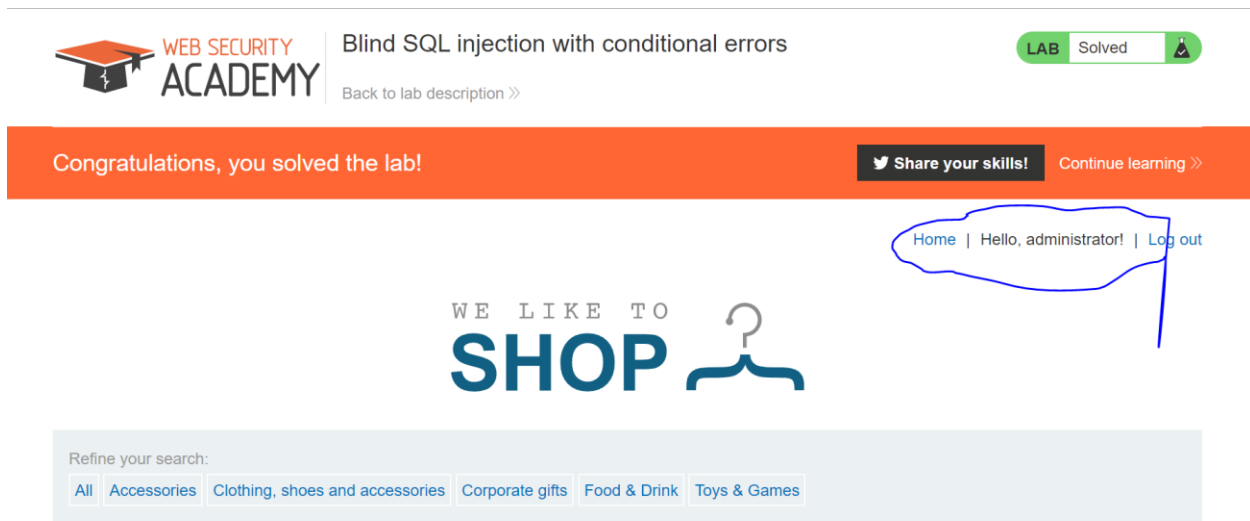 WEB SECURITY
ACADEMY
Blind SQL injection with conditional errors
Back to lab description
LAB Solved
Congratulations, you solved the lab!
Share your skills! Continue learning
Home | Hello, administrator! | Log out
WE LIKE TO
SHOP
Refine your search:
All Accessories Clothing, shoes and accessories Corporate gifts Food & Drink Toys & Games